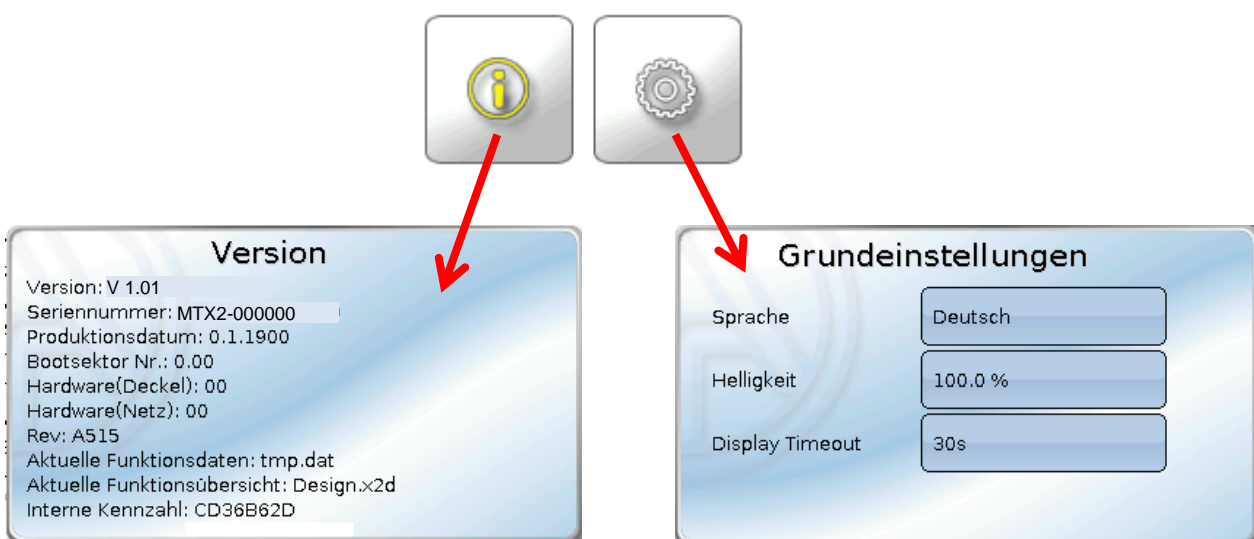 Version
Version: V 1.01
Seriennummer: MTX2-000000
Produktionsdatum: 0.1.1900
Bootsektor Nr.: 0.00
Hardware(Deckel): 00
Hardware(Netz): 00
Rev: A515
Aktuelle Funktionsdaten: tmp.dat
Aktuelle Funktionsübersicht: Design.x2d
Interne Kennzahl: CD36B62D
Grundeinstellungen
Sprache Deutsch
Helligkeit 100.0 %
Display Timeout 30s